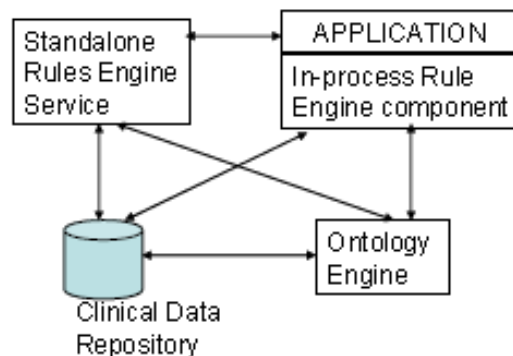 Standalone
Rules Engine
Service
APPLICATION
In-process Rule
Engine component
Ontology
Engine
Clinical Data
Repository